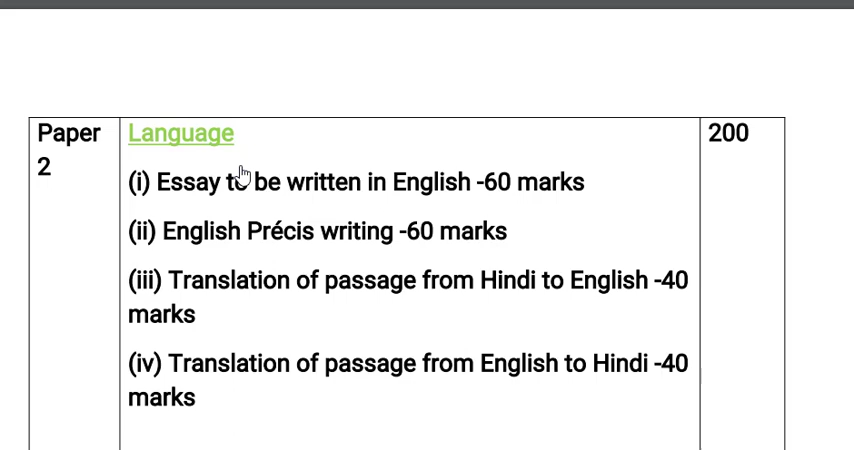 Paper 2
Language
200
(i) Essay to be written in English -60 marks
(ii) English Précis writing -60 marks
(iii) Translation of passage from Hindi to English -40
marks
(iv) Translation of passage from English to Hindi -40
marks